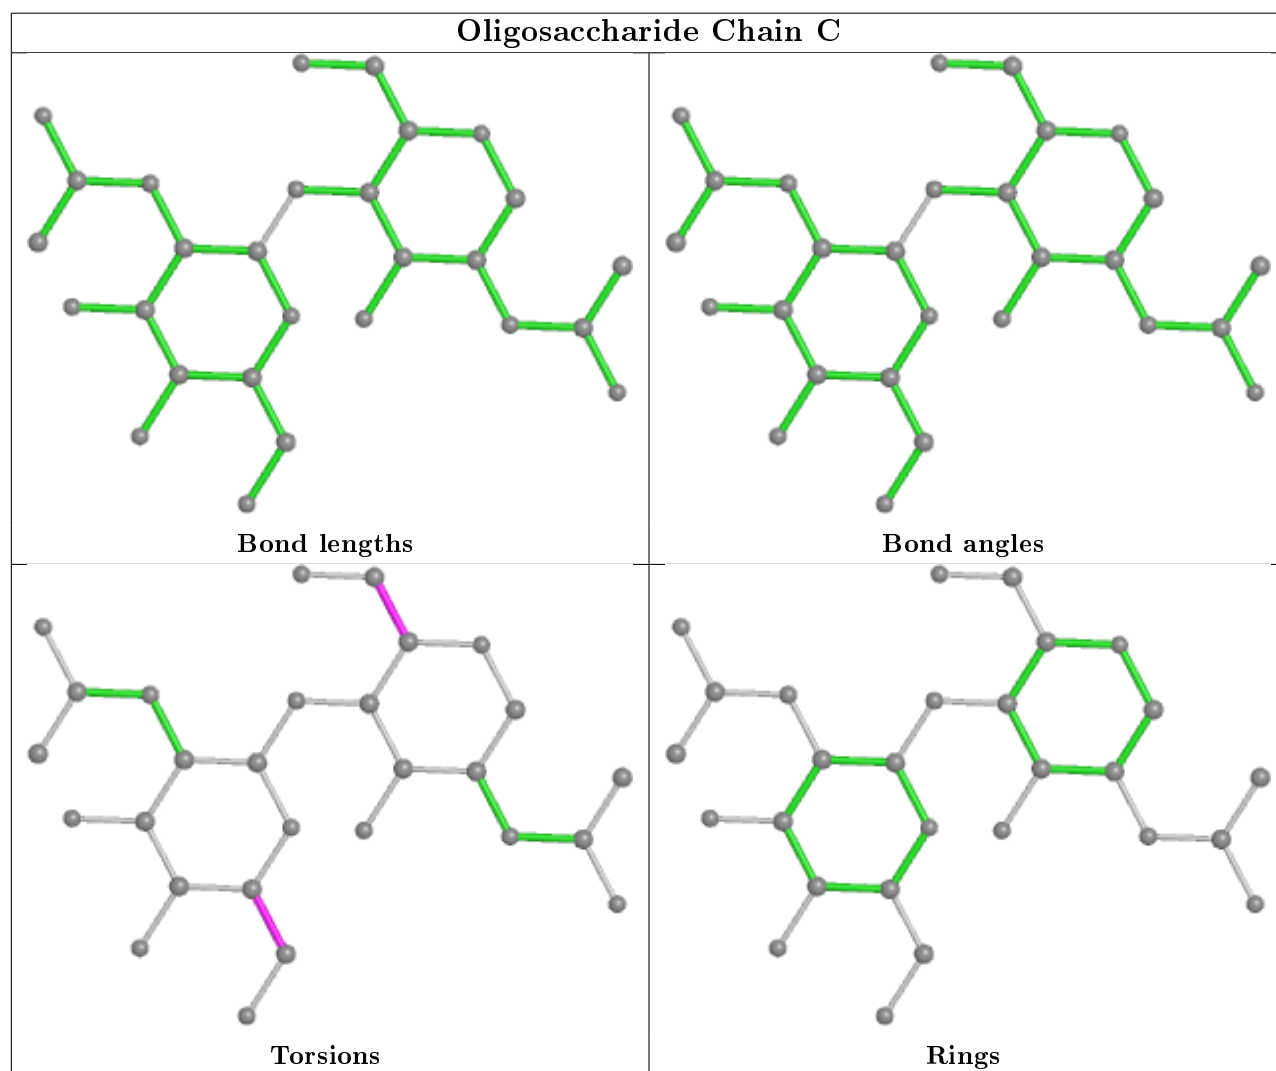 Oligosaccharide Chain C
Bond lengths
Bond angles
Torsions
Rings